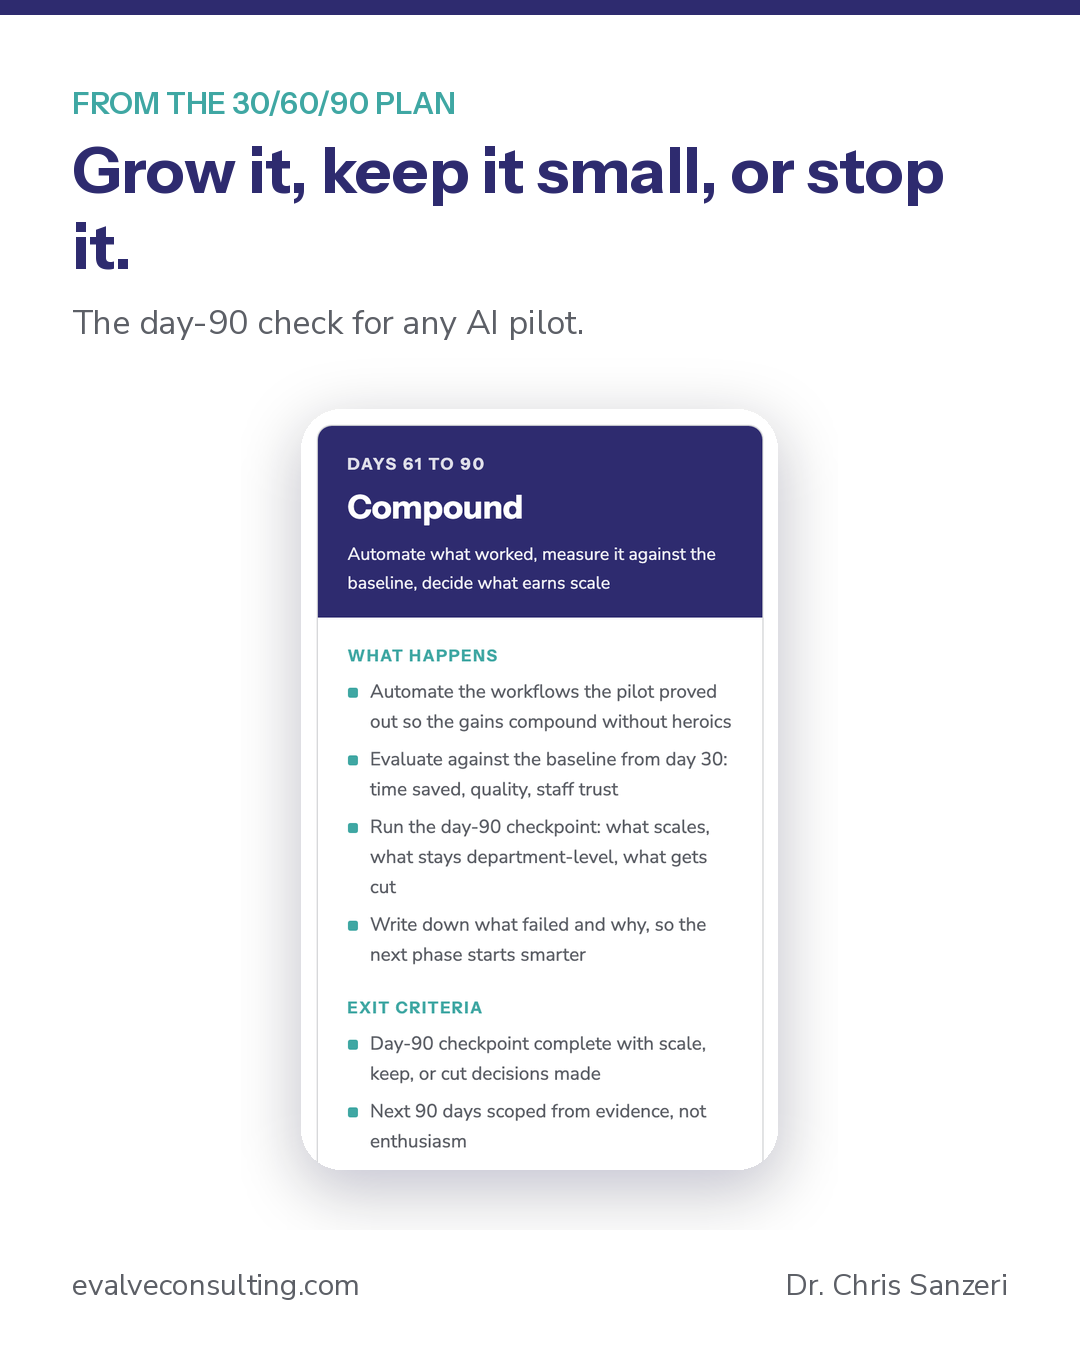 FROM THE 30/60/90 PLAN
Grow it, keep it small, or stop
it.
The day-90 check for any AI pilot.
DAYS 61 TO 90
Compound
Automate what worked, measure it against the
baseline, decide what earns scale
WHAT HAPPENS
Automate the workflows the pilot proved
out so the gains compound without heroics
Evaluate against the baseline from day 30:
time saved, quality, staff trust
Run the day-90 checkpoint: what scales,
what stays department-level, what gets
cut
Write down what failed and why, so the
next phase starts smarter
EXIT CRITERIA
Day-90 checkpoint complete with scale,
keep, or cut decisions made
Next 90 days scoped from evidence, not
enthusiasm
evalveconsulting.com
Dr. Chris Sanzeri